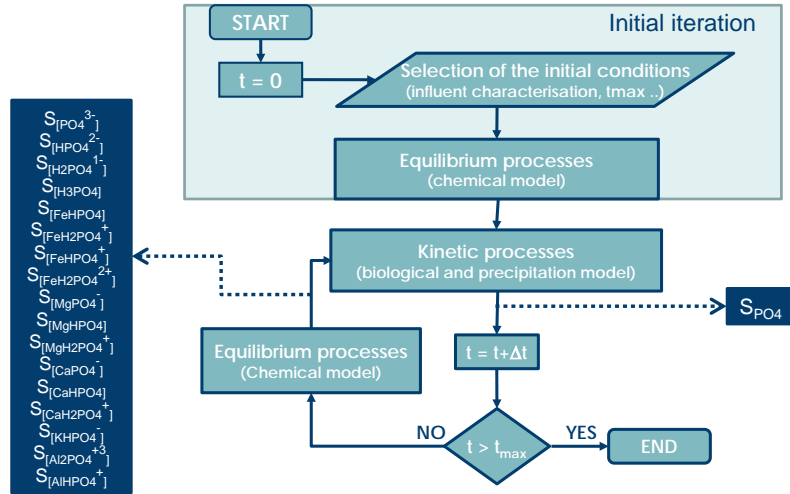 START
Initial iteration
t = 0
Selection of the initial conditions
(influent characterisation, tmax ..)
Equilibrium processes
(chemical model)
Kinetic processes
(biological and precipitation model)
S[PO4 3-]
S[HPO4 2-]
S[H2PO4 1-]
S[H3PO4]
S[FeHPO4]
S[FeH2PO4 +]
S[FeHPO4 +]
S[FeH2PO4 2+]
S[MgPO4 -]
S[MgHPO4]
S[MgH2PO4 +]
S[CaPO4 -]
S[CaHPO4]
S[CaH2PO4 +]
S[KHPO4 -]
S[Al2PO4 +3]
S[AlHPO4 +]
SPO4
Equilibrium processes
(Chemical model)
t = t+Δt
NO
t > tmax
YES
END